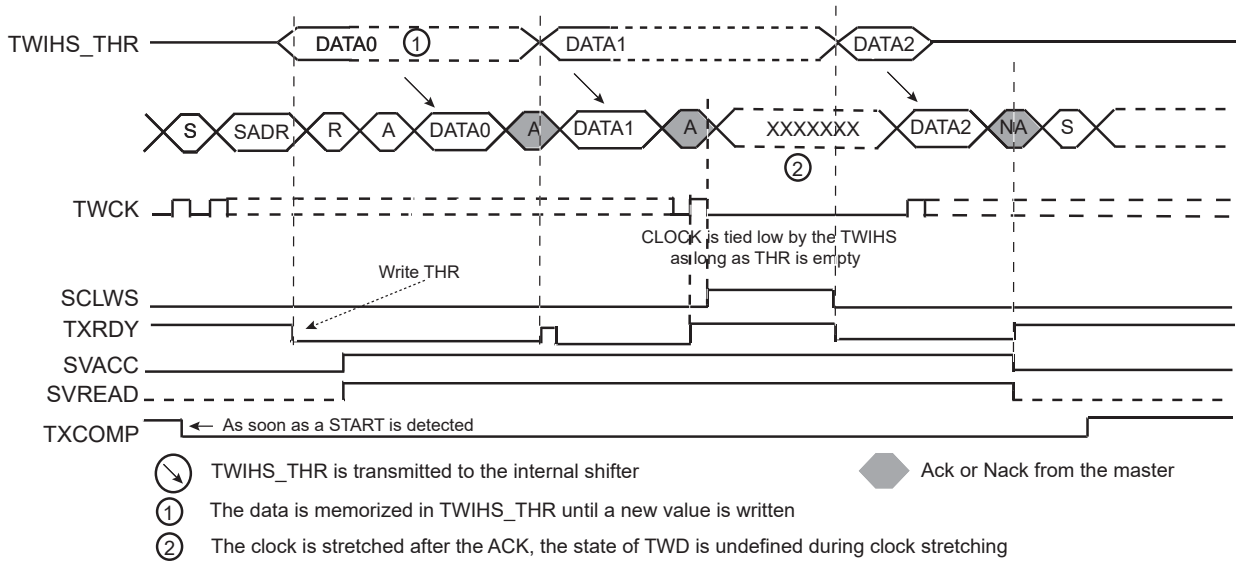 TWIHS_THR DATA0 1 DATA1 DATA2
S SADR R A DATA0 A DATA1 A XXXXXXX DATA2 NA S
2
TWCK
CLOCK is tied low by the TWIHS
as long as THR is empty
Write THR
SCLWS
TXRDY
SVACC
SVREAD
TXCOMP As soon as a START is detected
TWIHS_THR is transmitted to the internal shifter
Ack or Nack from the master
1 The data is memorized in TWIHS_THR until a new value is written
2 The clock is stretched after the ACK, the state of TWD is undefined during clock stretching